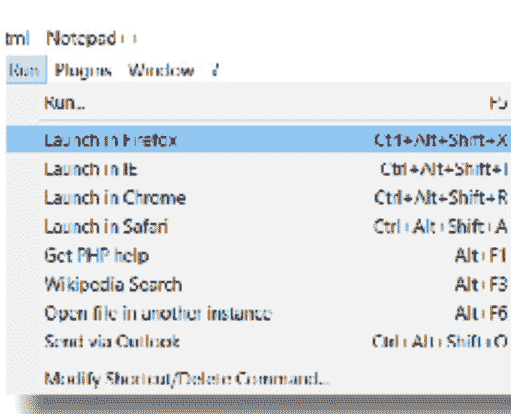 tml Notepad++
Run Plugins Window ?
Run... F5
Launch in Firefox Ctrl+Alt+Shift+X
Launch in IE Ctrl+Alt+Shift+I
Launch in Chrome Ctrl+Alt+Shift+R
Launch in Safari Ctrl+Alt+Shift+A
Get PHP help Alt+F1
Wikipedia Search Alt+F3
Open file in another instance Alt+F6
Send via Outlook Ctrl+Alt+Shift+O
Modify Shortcut/Delete Command...